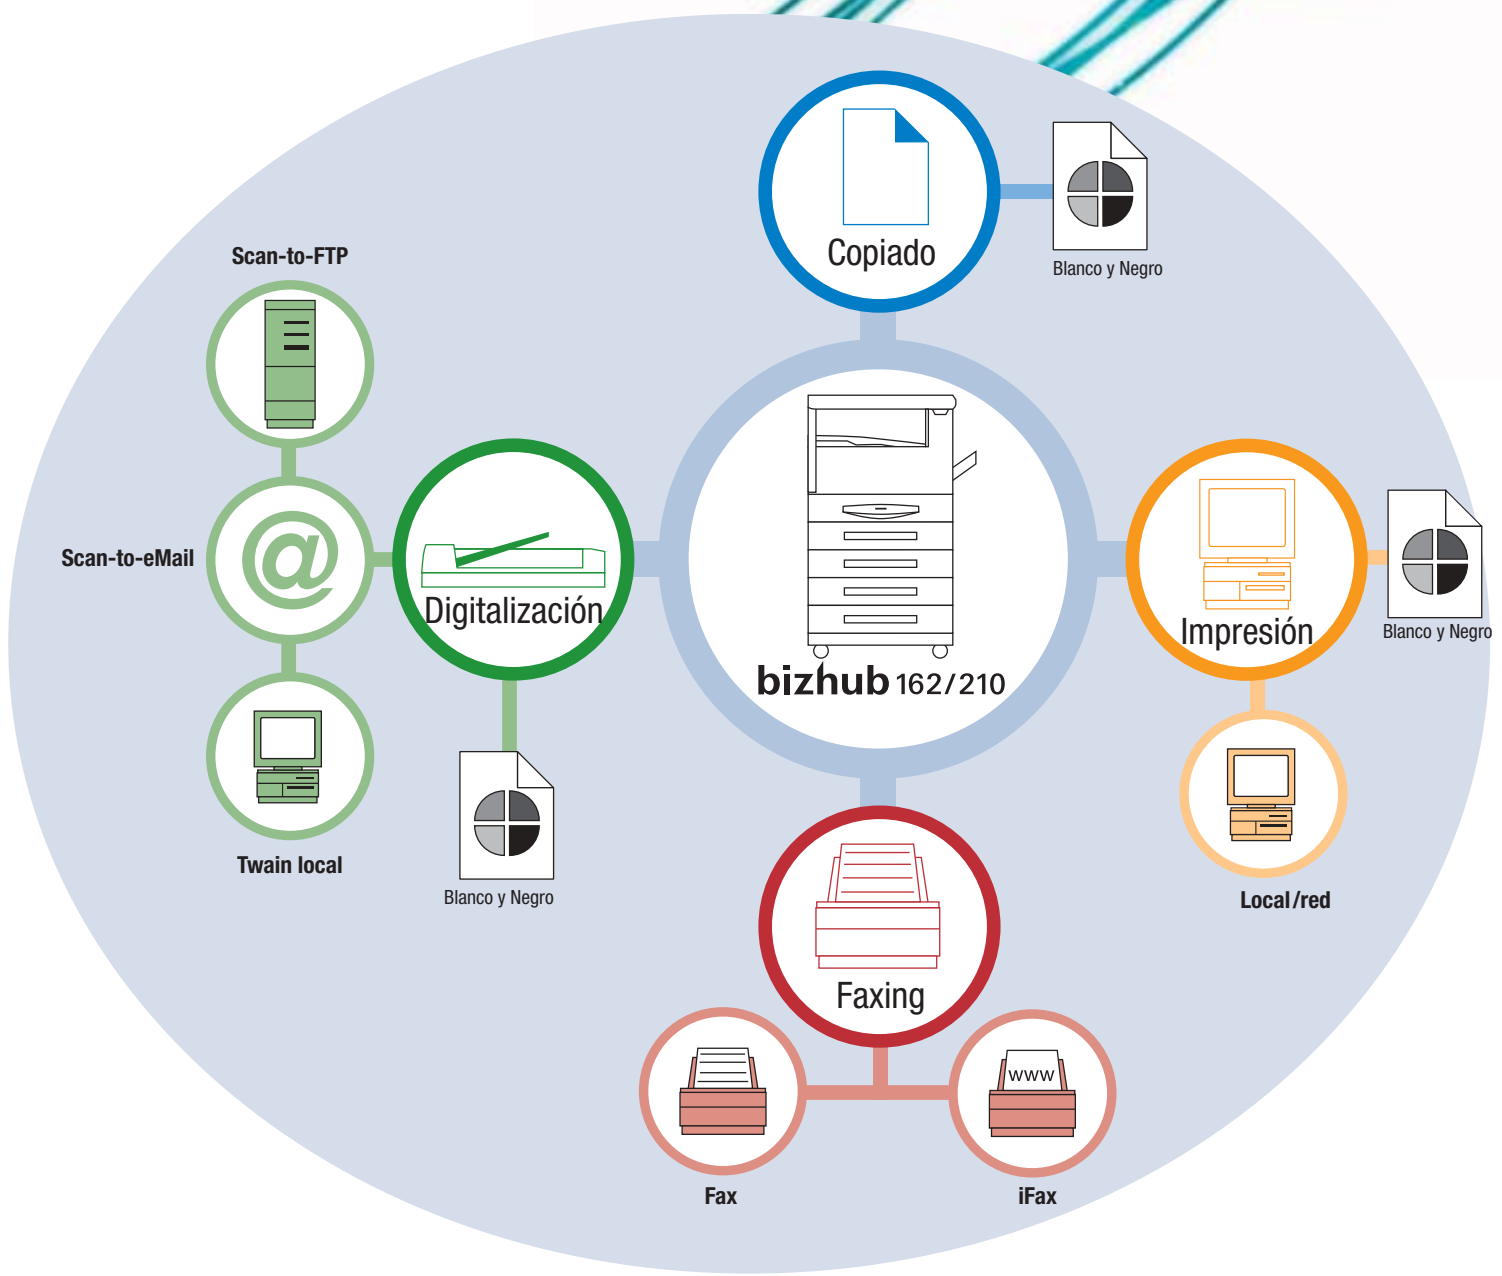 Copiado
Blanco y Negro
Scan-to-FTP
@
Scan-to-eMail
Digitalización
Twain local
Blanco y Negro
bizhub 162/210
Impresión
Blanco y Negro
Local/red
Faxing
www
Fax
iFax